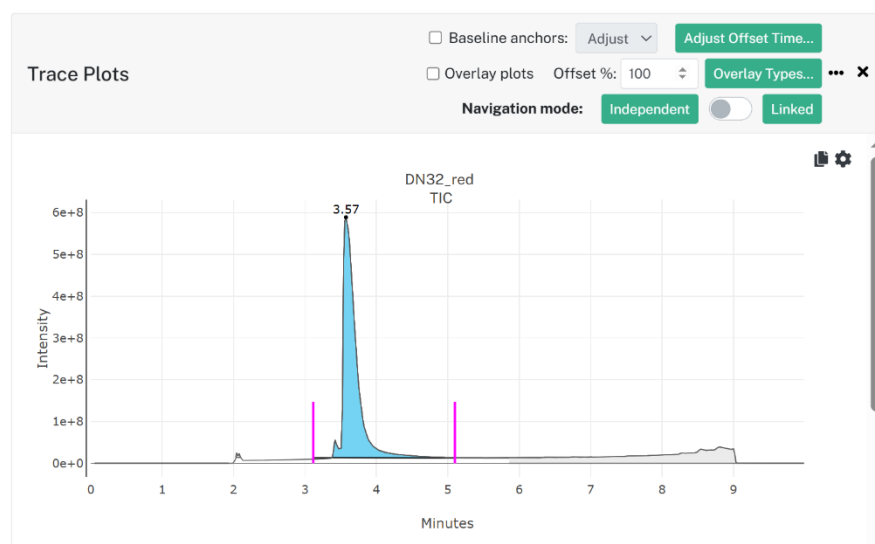 Baseline anchors: Adjust Adjust Offset Time...
Trace Plots
Overlay plots Offset %: 100 Overlay Types... ••• ×
Navigation mode: Independent Linked
DN32_red
TIC
3.57
6e+8
5e+8
4e+8
3e+8
2e+8
1e+8
0e+0
Intensity
0 1 2 3 4 5 6 7 8 9
Minutes